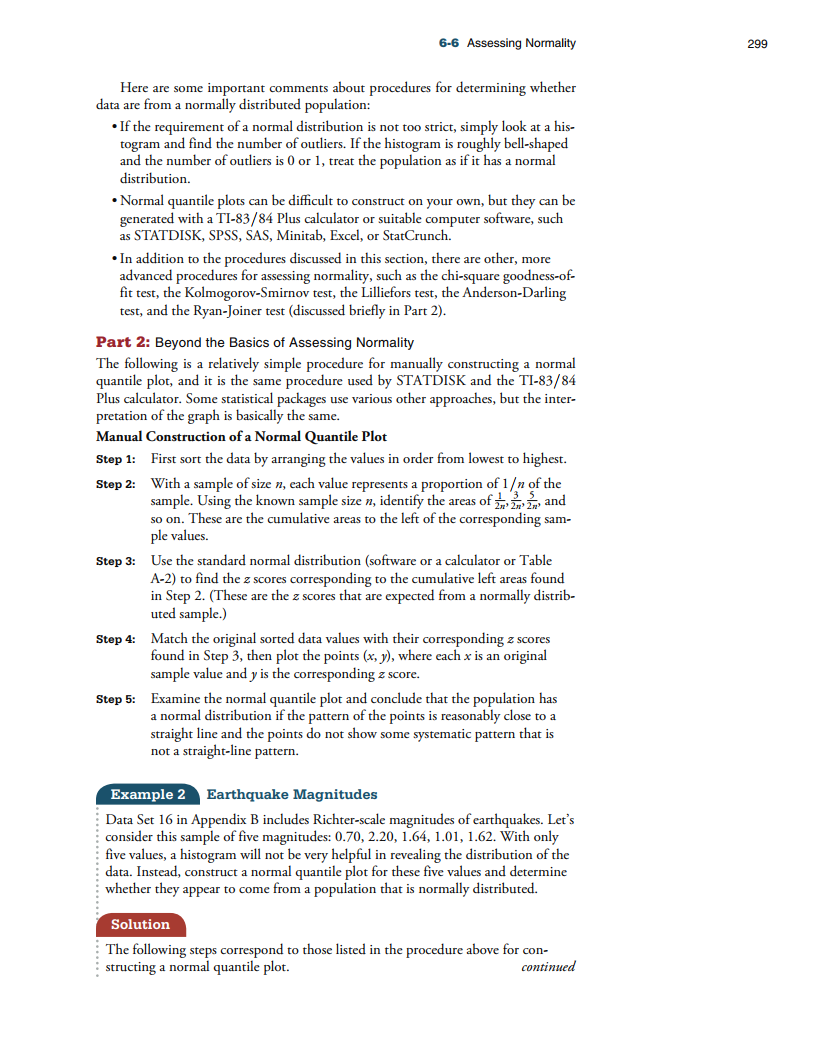 6-6 Assessing Normality 299
Here are some important comments about procedures for determining whether
data are from a normally distributed population:
• If the requirement of a normal distribution is not too strict, simply look at a his-
togram and find the number of outliers. If the histogram is roughly bell-shaped
and the number of outliers is 0 or 1, treat the population as if it has a normal
distribution.
• Normal quantile plots can be difficult to construct on your own, but they can be
generated with a TI-83/84 Plus calculator or suitable computer software, such
as STATDISK, SPSS, SAS, Minitab, Excel, or StatCrunch.
• In addition to the procedures discussed in this section, there are other, more
advanced procedures for assessing normality, such as the chi-square goodness-of-
fit test, the Kolmogorov-Smirnov test, the Lilliefors test, the Anderson-Darling
test, and the Ryan-Joiner test (discussed briefly in Part 2).
Part 2: Beyond the Basics of Assessing Normality
The following is a relatively simple procedure for manually constructing a normal
quantile plot, and it is the same procedure used by STATDISK and the TI-83/84
Plus calculator. Some statistical packages use various other approaches, but the inter-
pretation of the graph is basically the same.
Manual Construction of a Normal Quantile Plot
Step 1: First sort the data by arranging the values in order from lowest to highest.
Step 2: With a sample of size n, each value represents a proportion of 1/n of the
sample. Using the known sample size n, identify the areas of 1/2n, 3/2n, 5/2n, and
so on. These are the cumulative areas to the left of the corresponding sam-
ple values.
Step 3: Use the standard normal distribution (software or a calculator or Table
A-2) to find the z scores corresponding to the cumulative left areas found
in Step 2. (These are the z scores that are expected from a normally distrib-
uted sample.)
Step 4: Match the original sorted data values with their corresponding z scores
found in Step 3, then plot the points (x, y), where each x is an original
sample value and y is the corresponding z score.
Step 5: Examine the normal quantile plot and conclude that the population has
a normal distribution if the pattern of the points is reasonably close to a
straight line and the points do not show some systematic pattern that is
not a straight-line pattern.
Example 2 Earthquake Magnitudes
Data Set 16 in Appendix B includes Richter-scale magnitudes of earthquakes. Let's
consider this sample of five magnitudes: 0.70, 2.20, 1.64, 1.01, 1.62. With only
five values, a histogram will not be very helpful in revealing the distribution of the
data. Instead, construct a normal quantile plot for these five values and determine
whether they appear to come from a population that is normally distributed.
Solution
The following steps correspond to those listed in the procedure above for con-
structing a normal quantile plot. continued